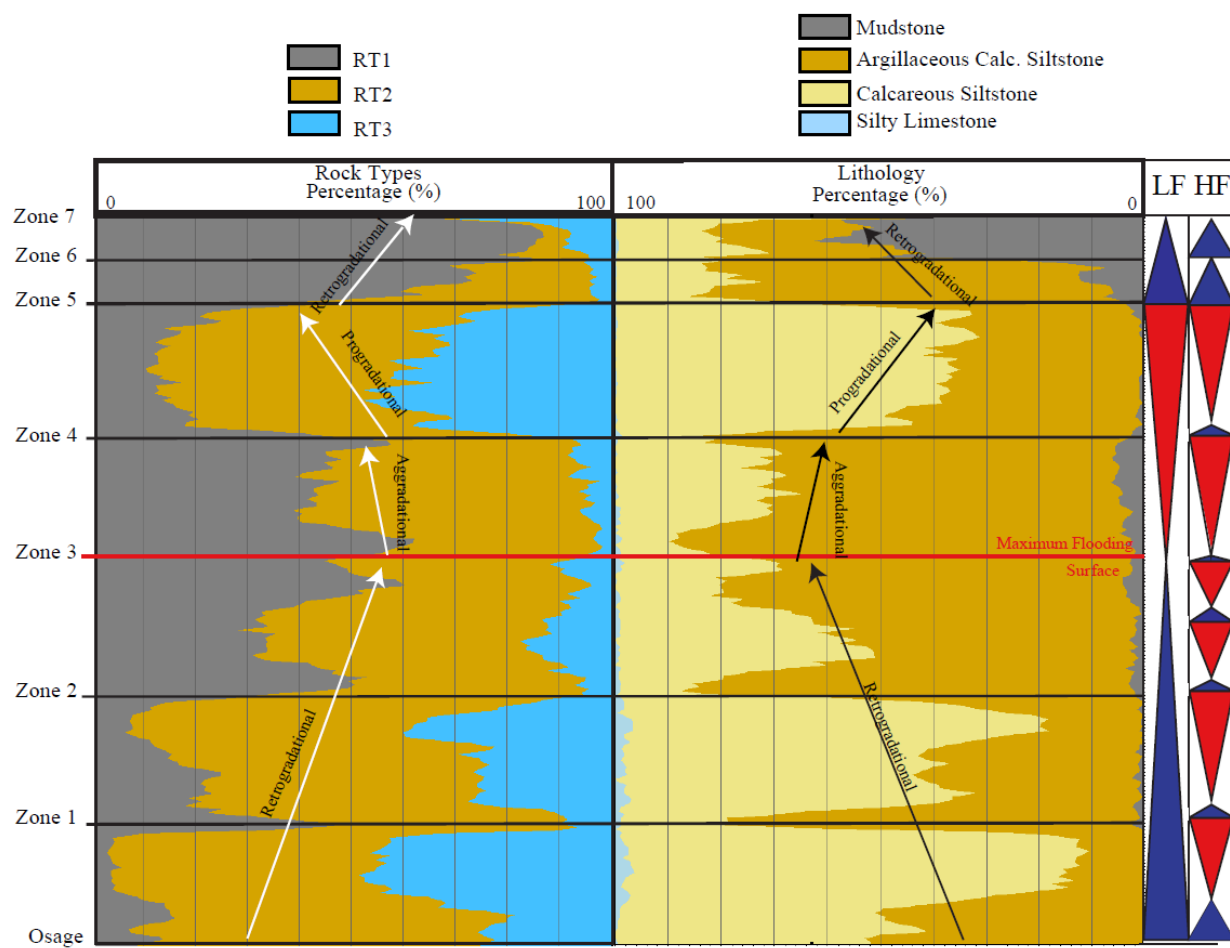 RT1
RT2
RT3
Mudstone
Argillaceous Calc. Siltstone
Calcareous Siltstone
Silty Limestone
Rock Types
Percentage (%)
0
100
Lithology
Percentage (%)
100
0
LF
HF
Zone 7
Zone 6
Zone 5
Zone 4
Zone 3
Zone 2
Zone 1
Osage
Retrogradational
Progradational
Aggradational
Retrogradational
Retrogradational
Progradational
Aggradational
Maximum Flooding
Surface
Retrogradational